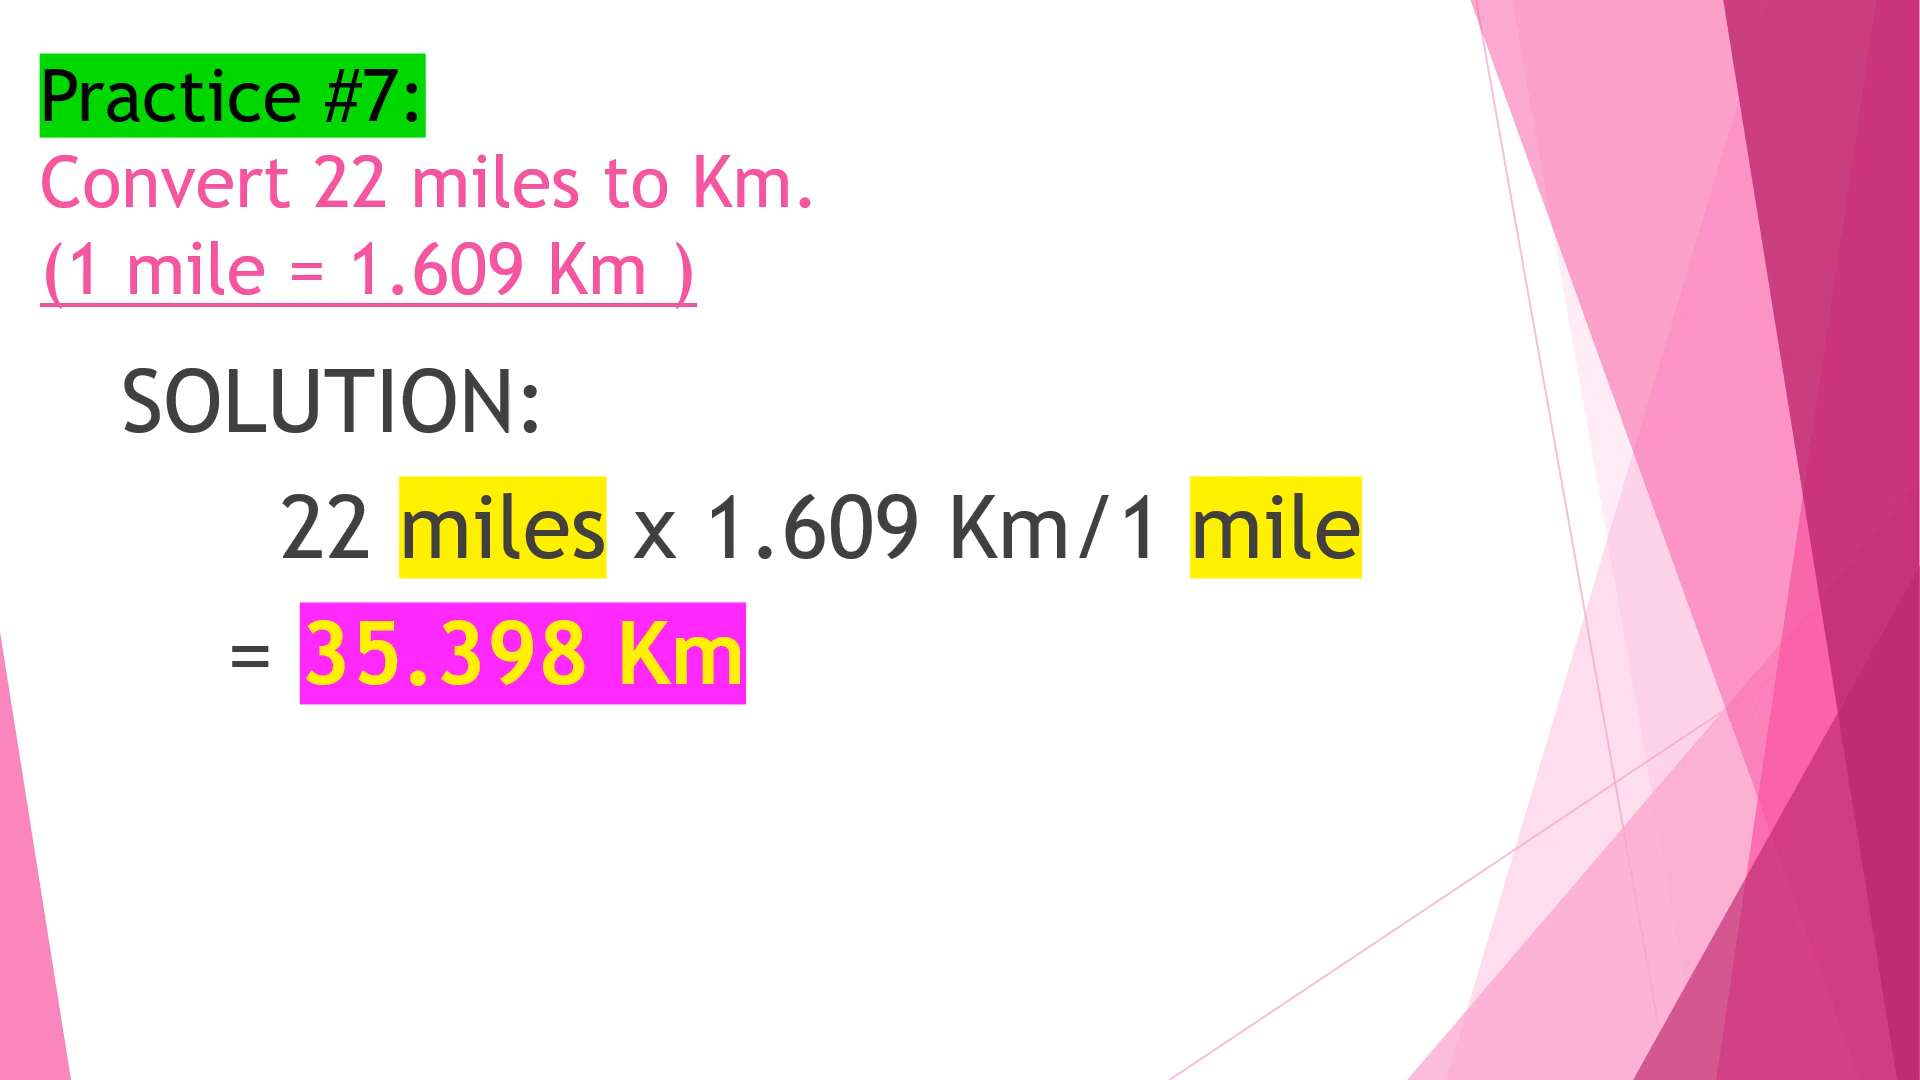 Practice #7:
Convert 22 miles to Km.
(1 mile = 1.609 Km )
SOLUTION:
22 miles x 1.609 Km/1 mile
= 35.398 Km